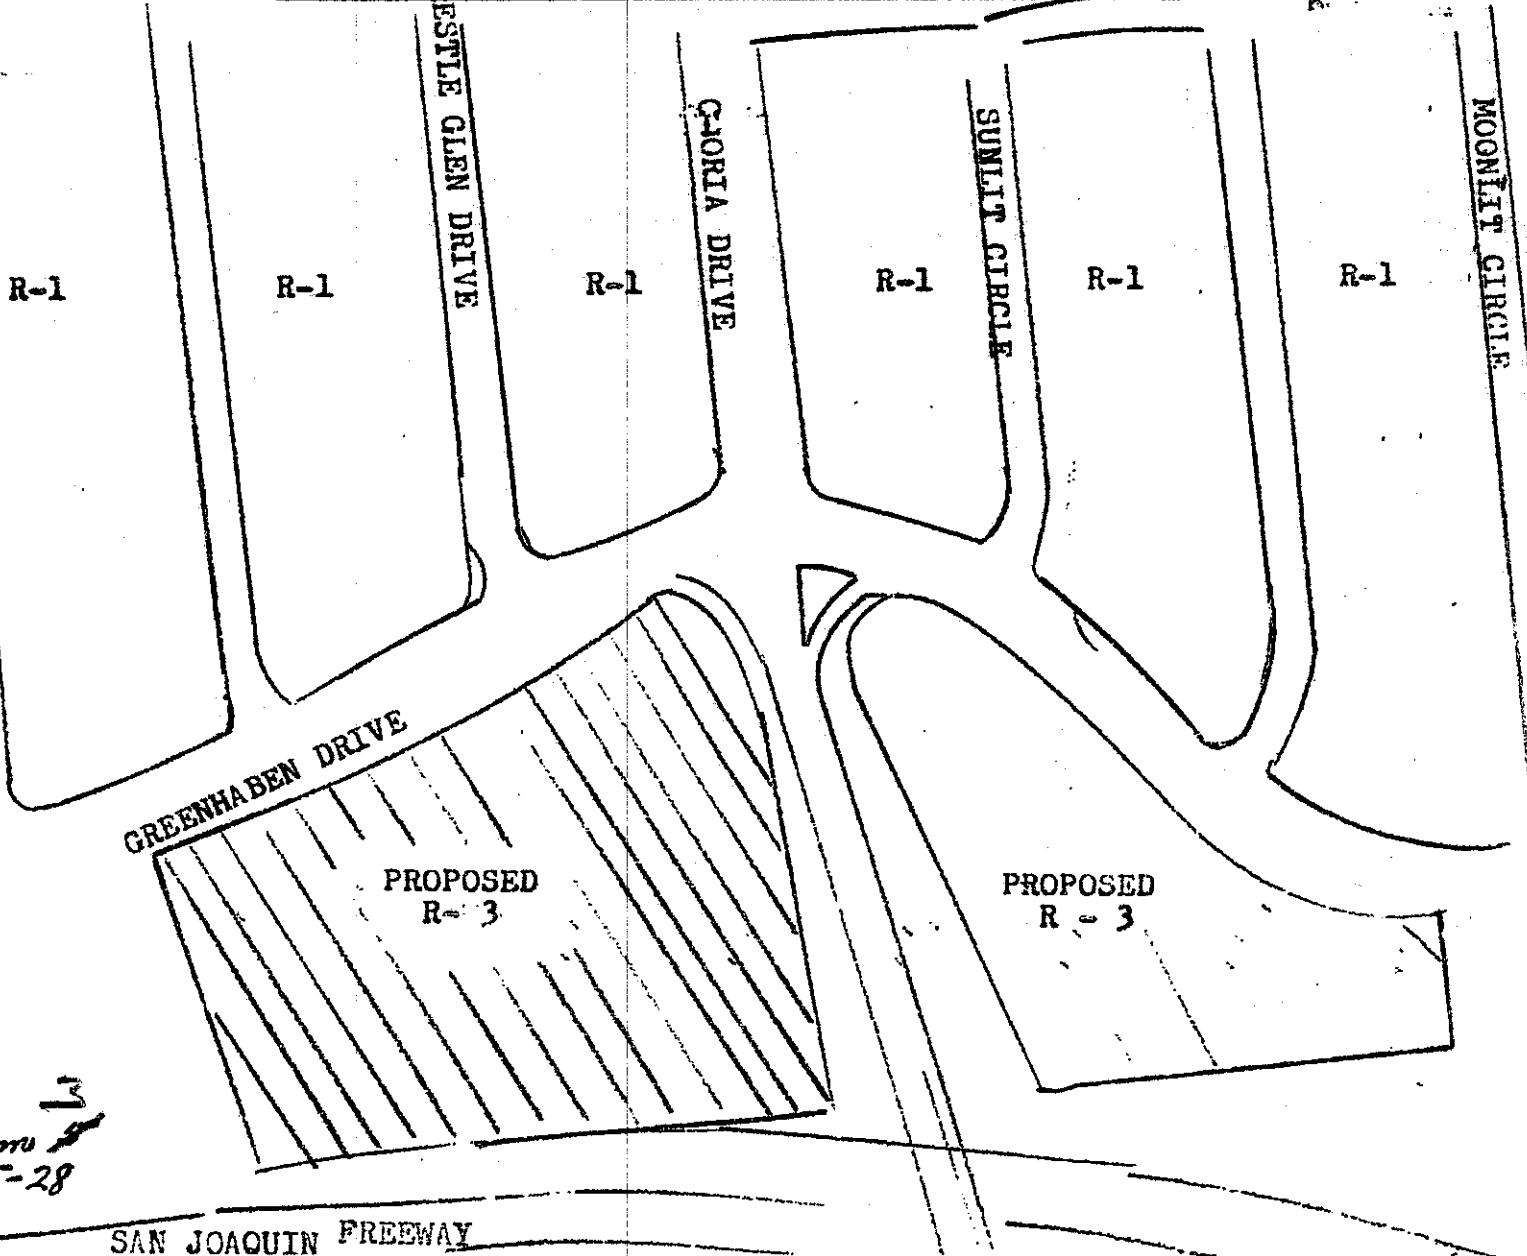 ESTLE GLEN DRIVE
GLORIA DRIVE
SUNLIT CIRCLE
MOONLIT CIRCLE
R-1
R-1
R-1
R-1
R-1
R-1
GREENHABEN DRIVE
PROPOSED
R- 3
PROPOSED
R - 3
-28
SAN JOAQUIN FREEWAY